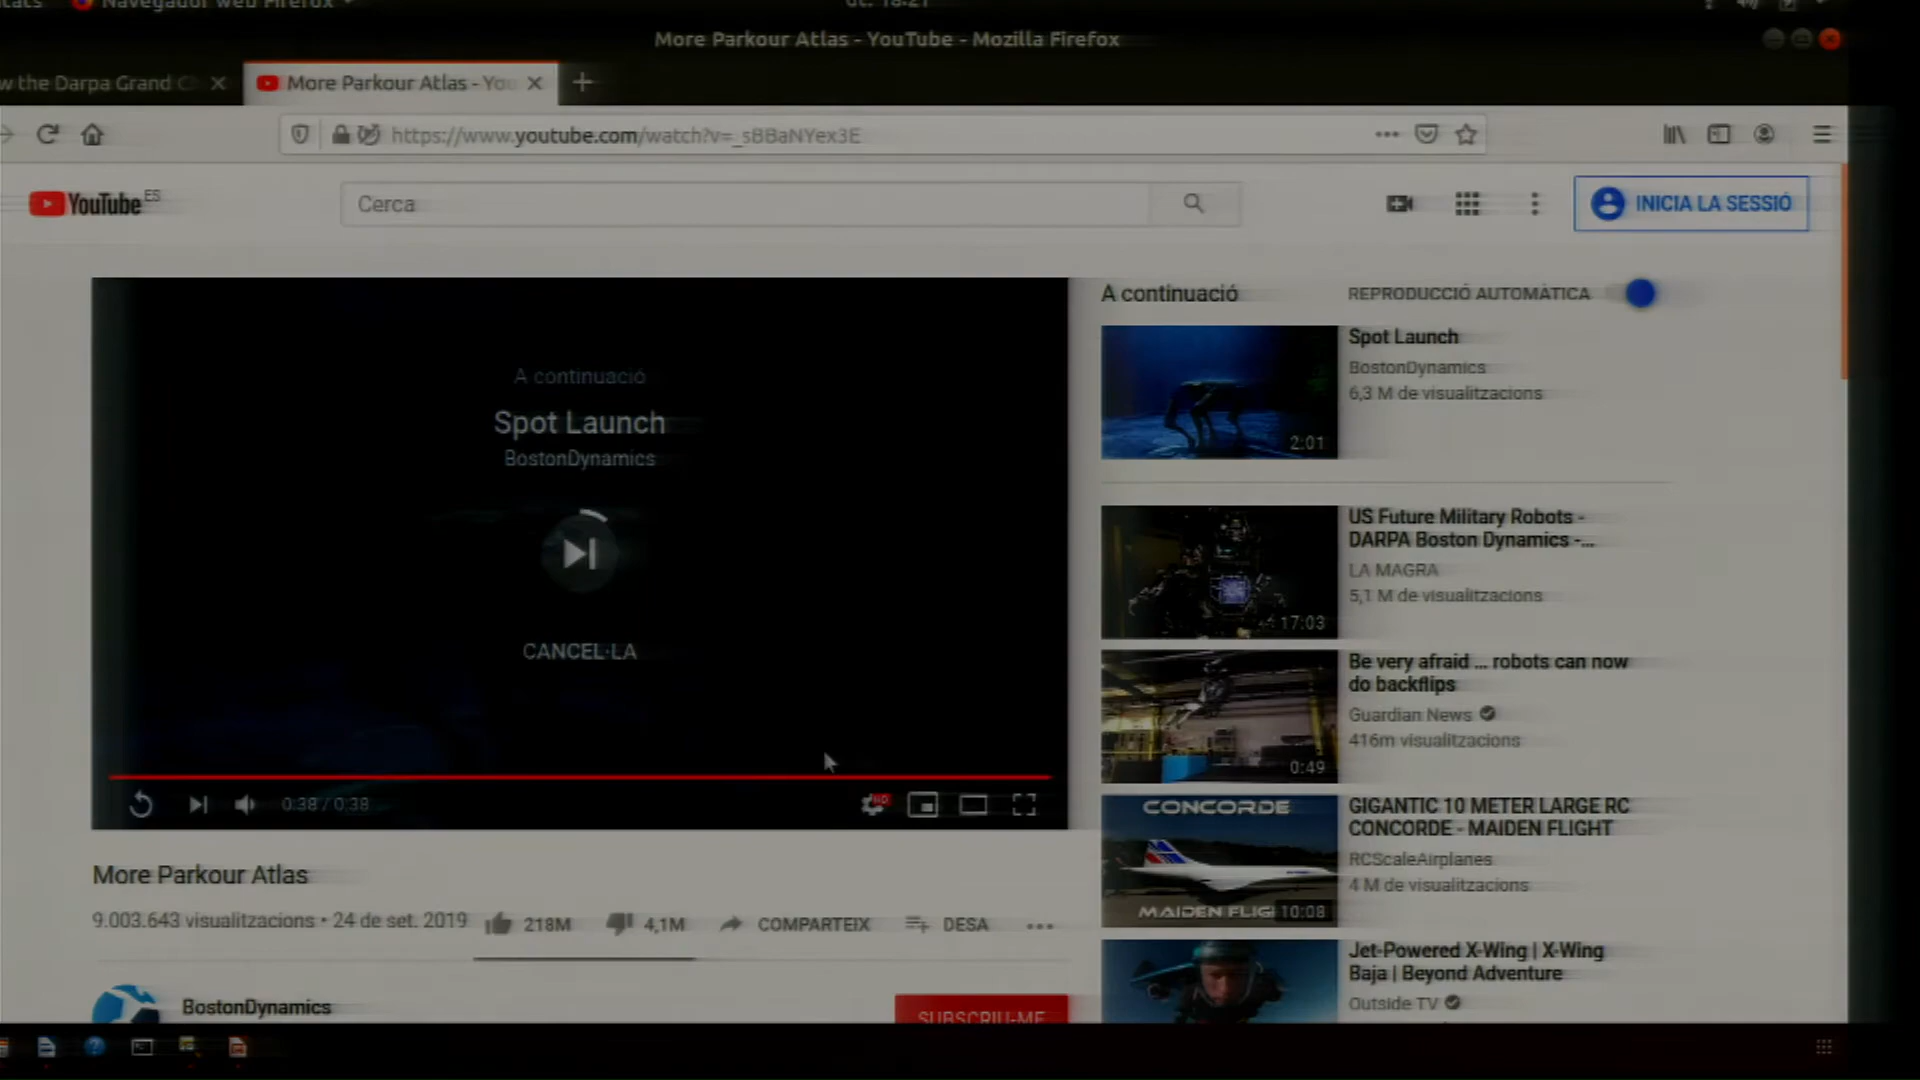 Navegador web Firefox
More Parkour Atlas - YouTube - Mozilla Firefox
w the Darpa Grand
More Parkour Atlas - You
https://www.youtube.com/watch?v=_sBBaNYex3E
YouTube ES
Cerca
INICIA LA SESSIÓ
A continuació
Spot Launch
BostonDynamics
CANCEL·LA
0:38 / 0:38
HD
More Parkour Atlas
9.003.643 visualitzacions • 24 de set. 2019
218M
4,1M
COMPARTEIX
DESA
BostonDynamics
SUBSCRIU-ME
A continuació
REPRODUCCIÓ AUTOMÀTICA
Spot Launch
BostonDynamics
6,3 M de visualitzacions
2:01
US Future Military Robots -
DARPA Boston Dynamics -...
LA MAGRA
5,1 M de visualitzacions
17:03
Be very afraid ... robots can now
do backflips
Guardian News
416m visualitzacions
0:49
CONCORDE
MAIDEN FLIG
10:08
GIGANTIC 10 METER LARGE RC
CONCORDE - MAIDEN FLIGHT
RCScaleAirplanes
4 M de visualitzacions
Jet-Powered X-Wing | X-Wing
Baja | Beyond Adventure
Outside TV